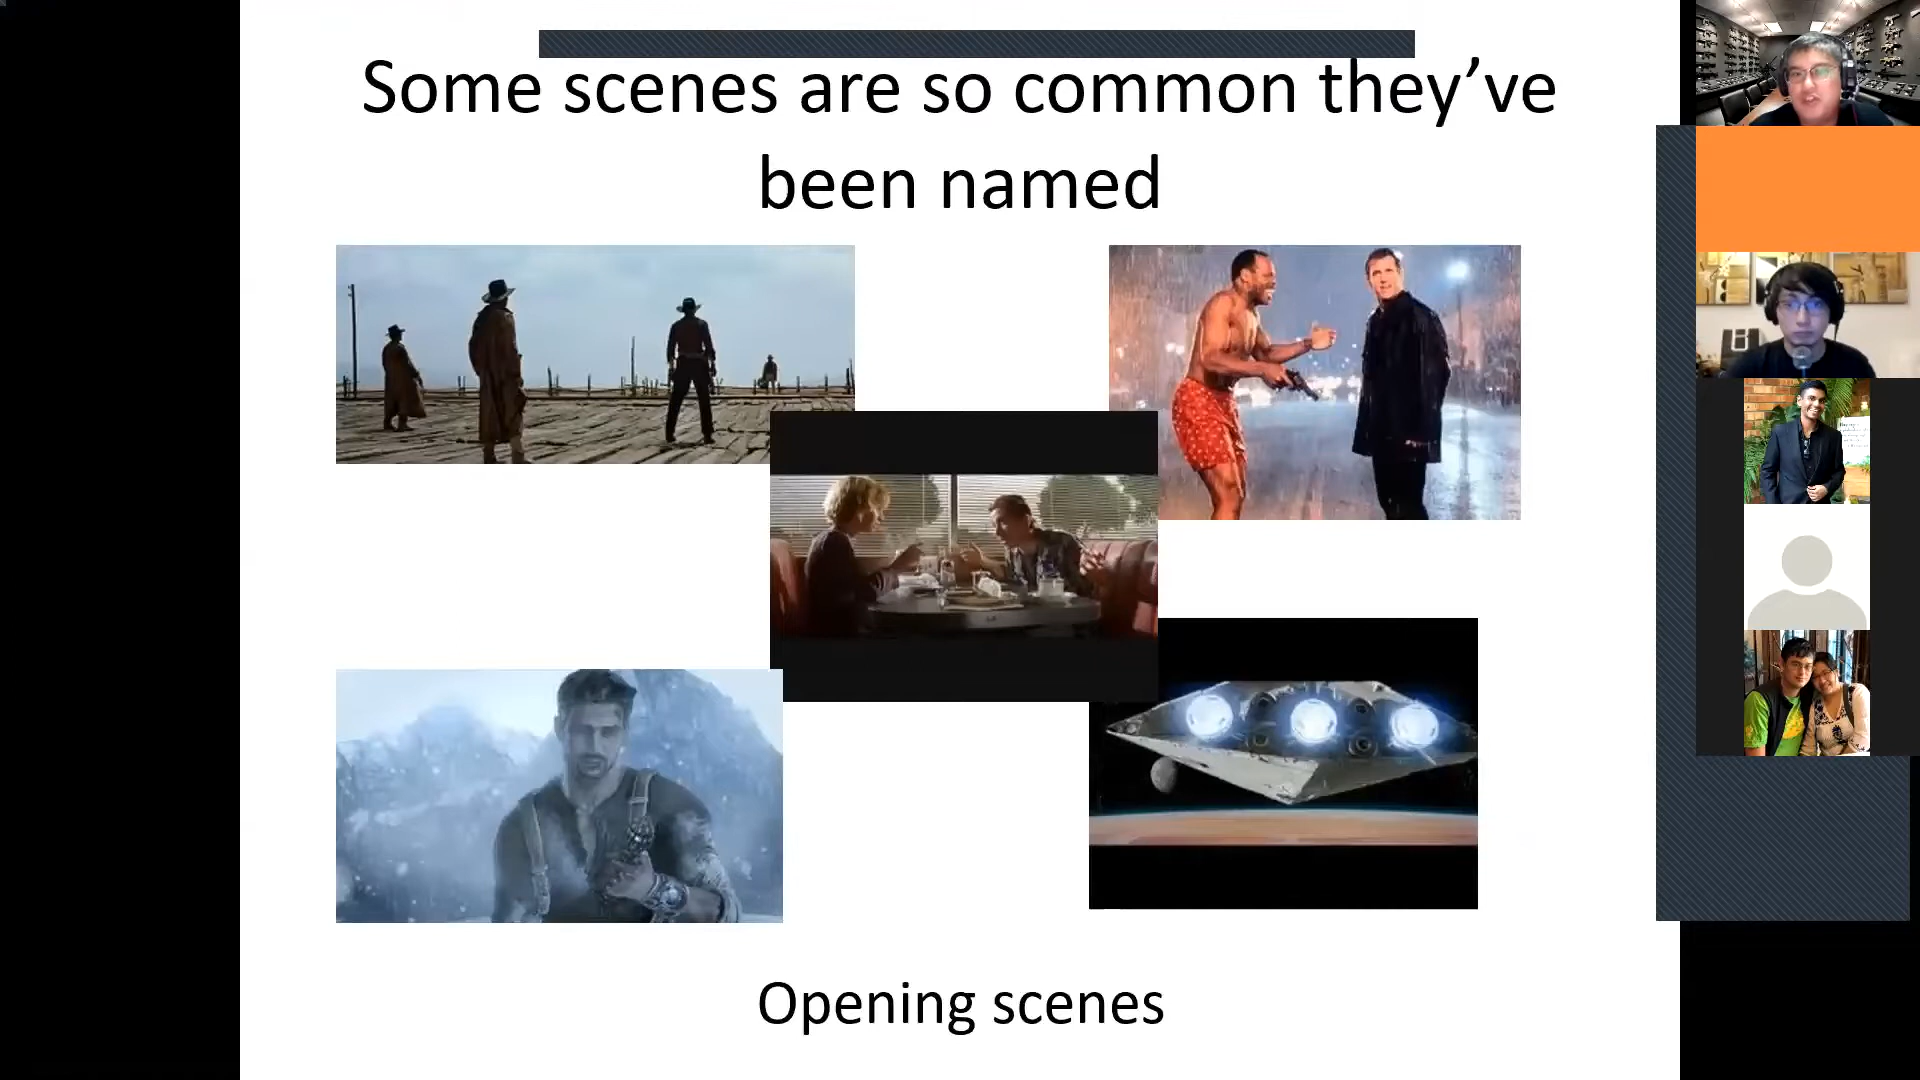 Some scenes are so common they’ve
been named
Opening scenes